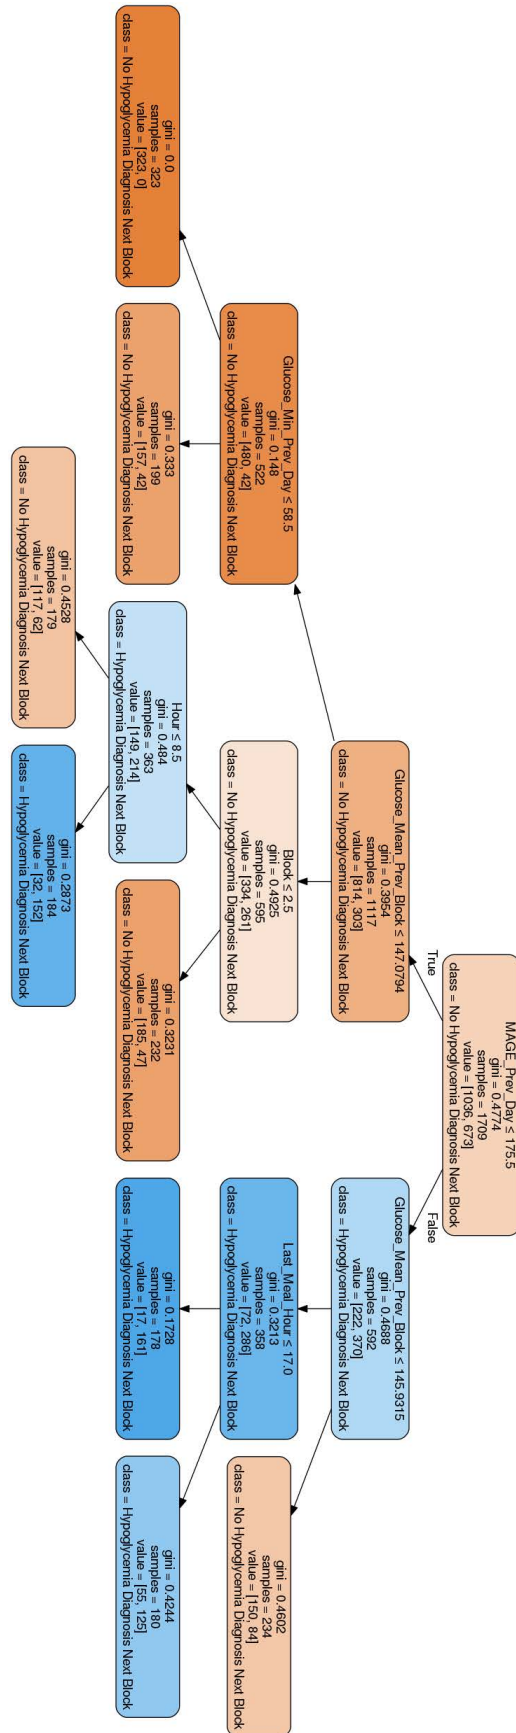 MAGE_Prev_Day ≤ 175.5
gini = 0.4774
samples = 1709
value = [1036, 673]
class = No Hypoglycemia Diagnosis Next Block
True
False
Glucose_Mean_Prev_Block ≤ 147.0794
gini = 0.3954
samples = 1117
value = [814, 303]
class = No Hypoglycemia Diagnosis Next Block
Glucose_Mean_Prev_Block ≤ 145.9315
gini = 0.4688
samples = 592
value = [222, 370]
class = Hypoglycemia Diagnosis Next Block
Glucose_Min_Prev_Day ≤ 58.5
gini = 0.148
samples = 522
value = [480, 42]
class = No Hypoglycemia Diagnosis Next Block
Block ≤ 2.5
gini = 0.4925
samples = 595
value = [334, 261]
class = No Hypoglycemia Diagnosis Next Block
Last_Meal_Hour ≤ 17.0
gini = 0.3213
samples = 358
value = [72, 286]
class = Hypoglycemia Diagnosis Next Block
gini = 0.4602
samples = 234
value = [150, 84]
class = No Hypoglycemia Diagnosis Next Block
gini = 0.0
samples = 323
value = [323, 0]
class = No Hypoglycemia Diagnosis Next Block
gini = 0.333
samples = 199
value = [157, 42]
class = No Hypoglycemia Diagnosis Next Block
Hour ≤ 8.5
gini = 0.484
samples = 363
value = [149, 214]
class = Hypoglycemia Diagnosis Next Block
gini = 0.3231
samples = 232
value = [185, 47]
class = No Hypoglycemia Diagnosis Next Block
gini = 0.1728
samples = 178
value = [17, 161]
class = Hypoglycemia Diagnosis Next Block
gini = 0.4244
samples = 180
value = [55, 125]
class = Hypoglycemia Diagnosis Next Block
gini = 0.4528
samples = 179
value = [117, 62]
class = No Hypoglycemia Diagnosis Next Block
gini = 0.2873
samples = 184
value = [32, 152]
class = Hypoglycemia Diagnosis Next Block